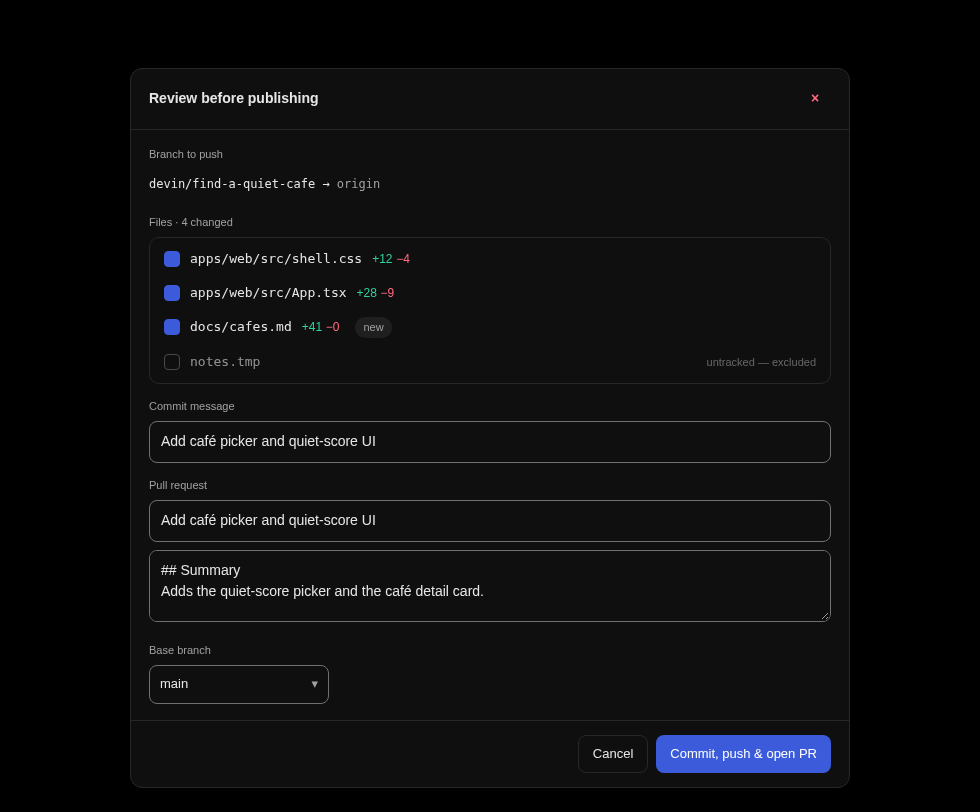 Review before publishing ×
Branch to push
devin/find-a-quiet-cafe → origin
Files · 4 changed
apps/web/src/shell.css +12 −4
apps/web/src/App.tsx +28 −9
docs/cafes.md +41 −0 new
notes.tmp untracked — excluded
Commit message
Add café picker and quiet-score UI
Pull request
Add café picker and quiet-score UI
## Summary
Adds the quiet-score picker and the café detail card.
Base branch
main ▾
Cancel Commit, push & open PR